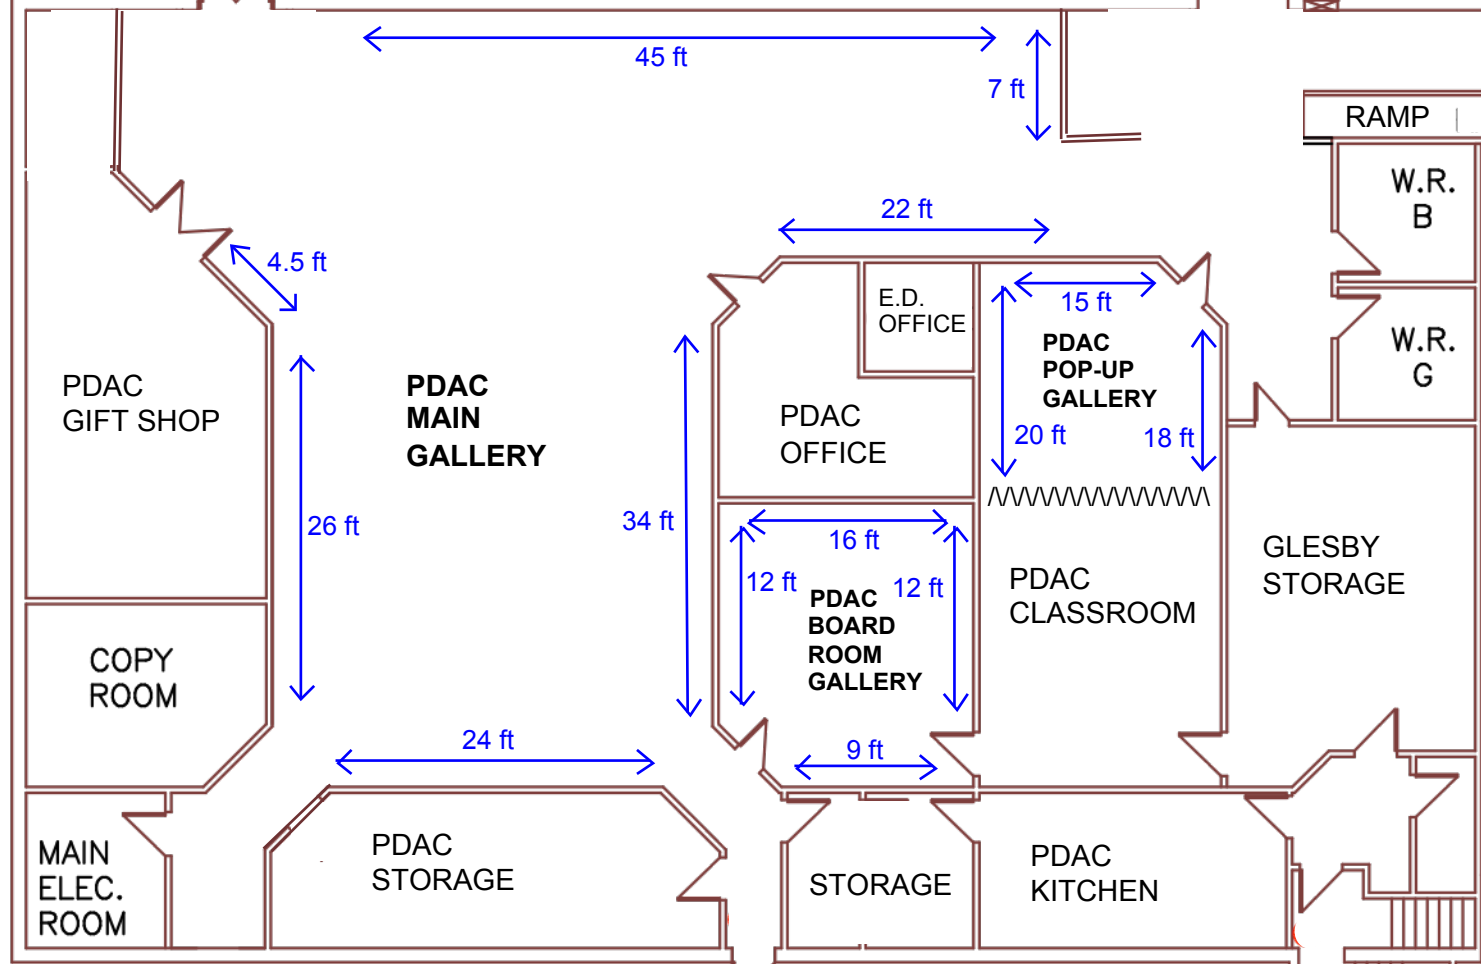 45 ft
7 ft
RAMP
W.R.
B
22 ft
4.5 ft
E.D.
OFFICE
15 ft
PDAC
POP-UP
GALLERY
W.R.
G
PDAC
GIFT SHOP
PDAC
MAIN
GALLERY
PDAC
OFFICE
20 ft
18 ft
26 ft
34 ft
16 ft
12 ft
12 ft
PDAC
BOARD
ROOM
GALLERY
PDAC
CLASSROOM
GLESBY
STORAGE
COPY
ROOM
24 ft
9 ft
MAIN
ELEC.
ROOM
PDAC
STORAGE
STORAGE
PDAC
KITCHEN